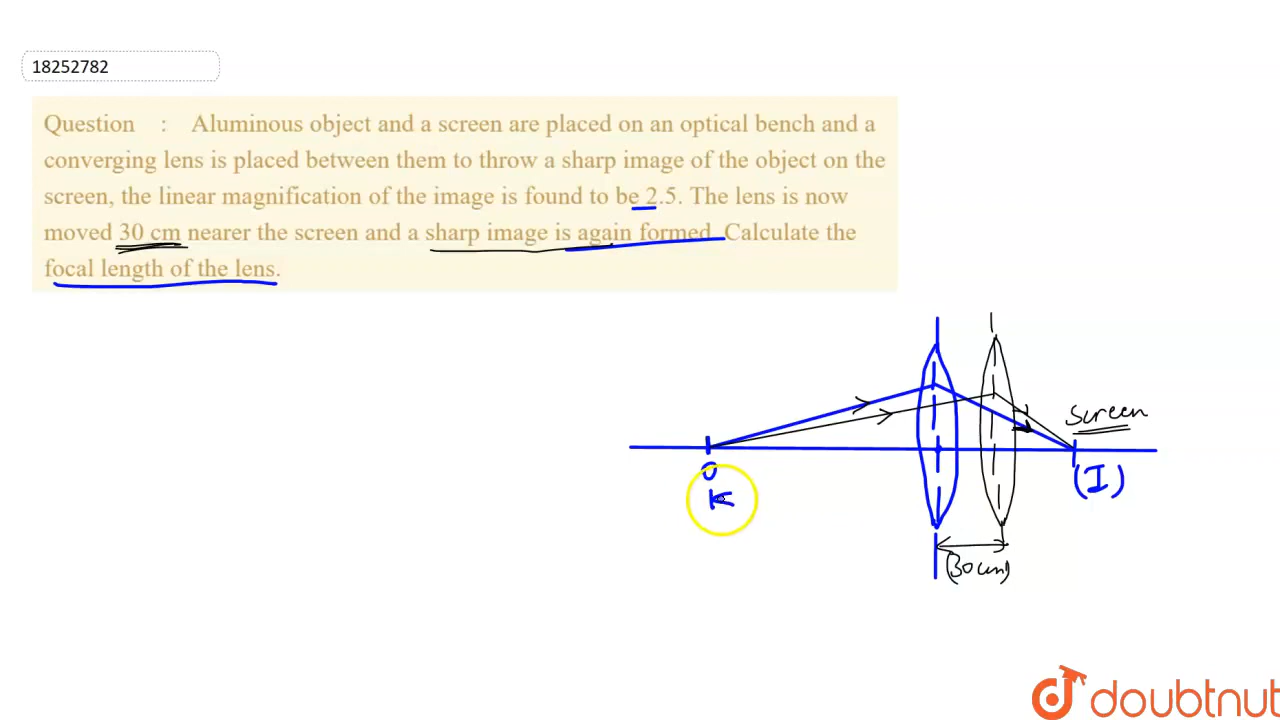 18252782
Question : Aluminous object and a screen are placed on an optical bench and a
converging lens is placed between them to throw a sharp image of the object on the
screen, the linear magnification of the image is found to be 2.5. The lens is now
moved 30 cm nearer the screen and a sharp image is again formed. Calculate the
focal length of the lens.
Screen
O
(I)
(30 cm)
doubtnut